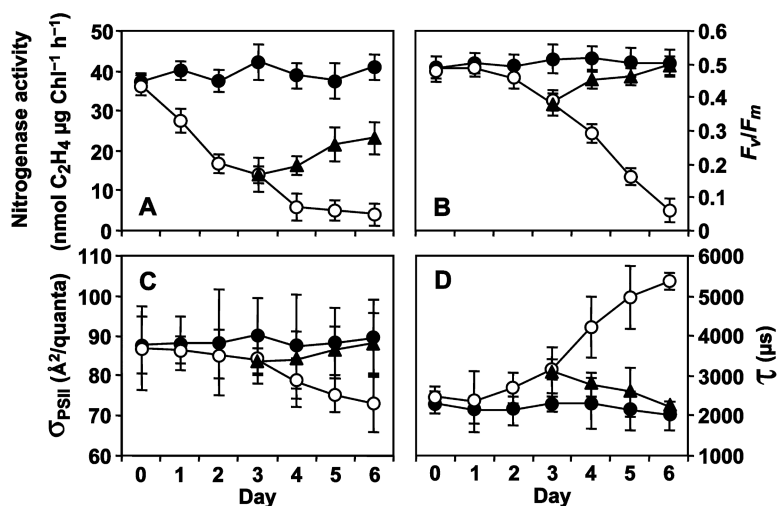 Nitrogenase activity
(nmol C₂H₄ µg Chl⁻¹ h⁻¹)
50
40
30
20
10
0
A
B
0.6
0.5
0.4
0.3
0.2
0.1
0
Fv/Fm
σPSII (Å²/quanta)
110
100
90
80
70
60
C
D
6000
5000
4000
3000
2000
1000
τ (µs)
0 1 2 3 4 5 6
Day
0 1 2 3 4 5 6
Day